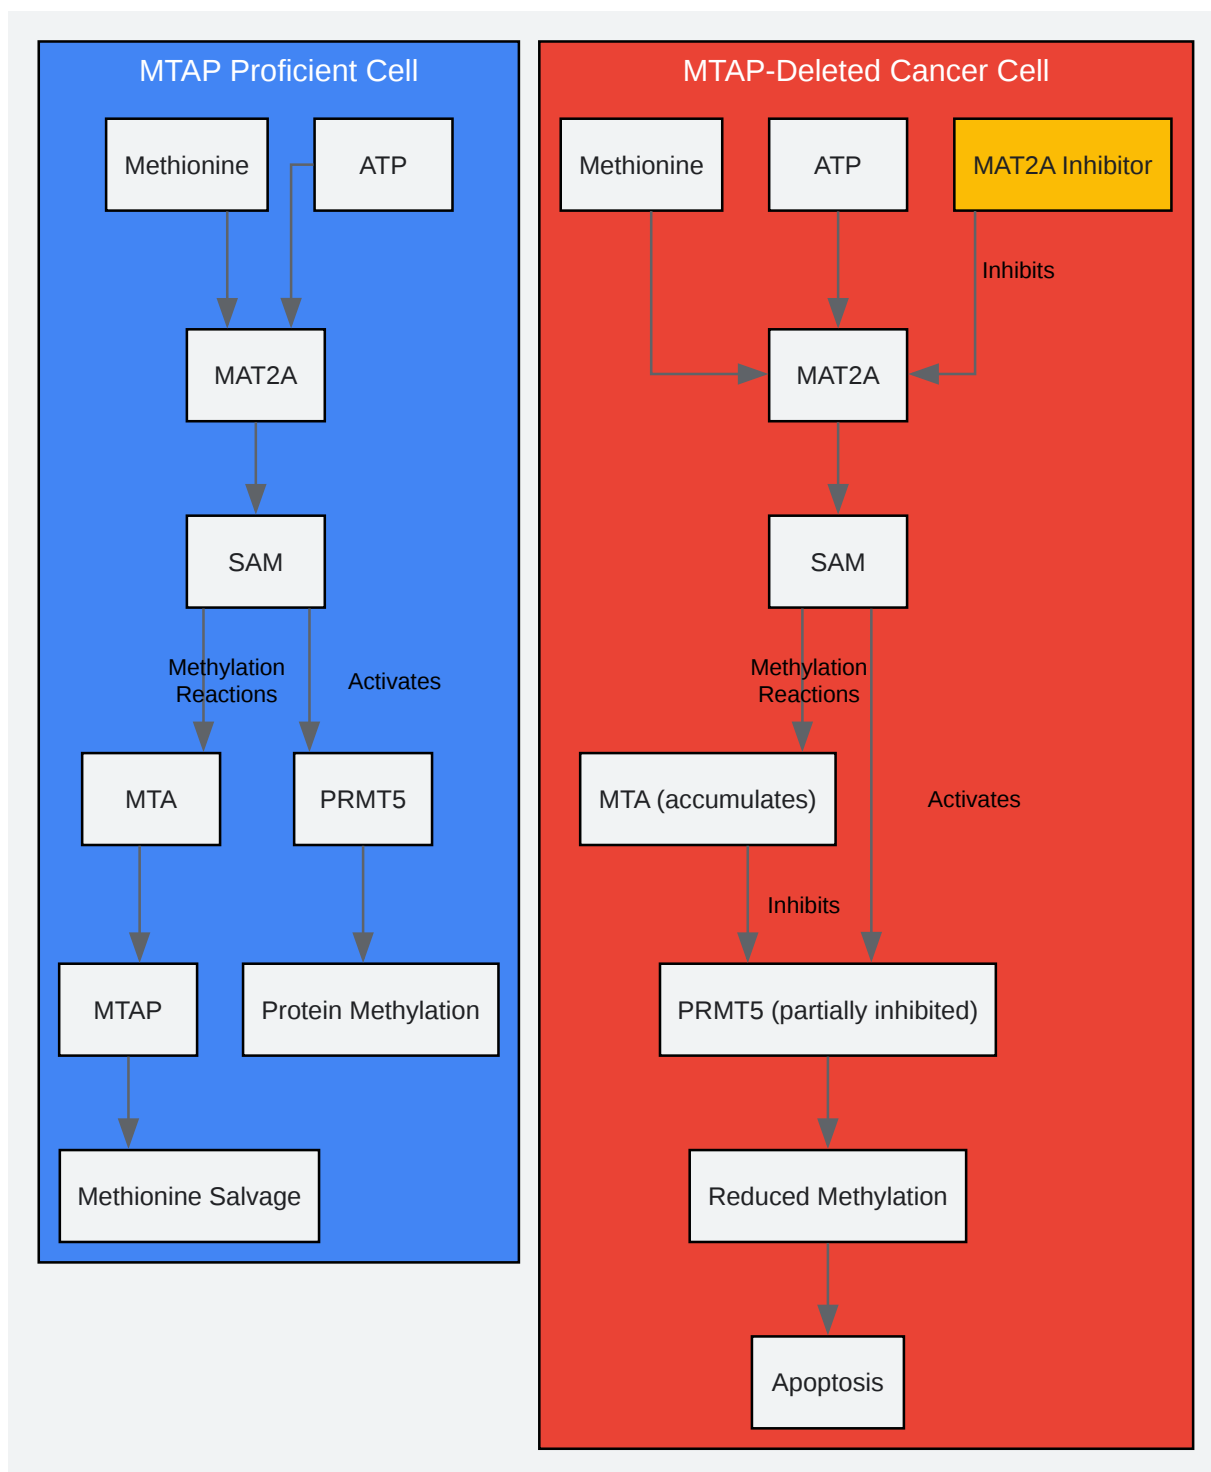 MTAP Proficient Cell
Methionine
ATP
MAT2A
SAM
Methylation
Reactions
Activates
MTA
PRMT5
MTAP
Protein Methylation
Methionine Salvage
MTAP-Deleted Cancer Cell
Methionine
ATP
MAT2A Inhibitor
Inhibits
MAT2A
SAM
Methylation
Reactions
MTA (accumulates)
Activates
Inhibits
PRMT5 (partially inhibited)
Reduced Methylation
Apoptosis